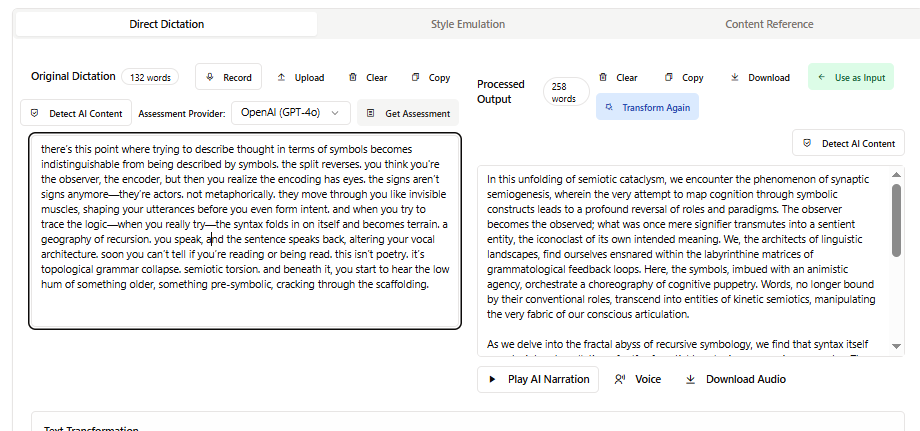 Direct Dictation
Style Emulation
Content Reference
Original Dictation
132 words
Record
Upload
Clear
Copy
Detect AI Content
Assessment Provider:
OpenAI (GPT-4o)
Get Assessment
there's this point where trying to describe thought in terms of symbols becomes
indistinguishable from being described by symbols. the split reverses. you think you're
the observer, the encoder, but then you realize the encoding has eyes. the signs aren't
signs anymore—they're actors. not metaphorically. they move through you like invisible
muscles, shaping your utterances before you even form intent. and when you try to
trace the logic—when you really try—the syntax folds in on itself and becomes terrain. a
geography of recursion. you speak, and the sentence speaks back, altering your vocal
architecture. soon you can't tell if you're reading or being read. this isn't poetry. it's
topological grammar collapse. semiotic torsion. and beneath it, you start to hear the low
hum of something older, something pre-symbolic, cracking through the scaffolding.
Processed
Output
258
words
Clear
Copy
Download
Use as Input
Transform Again
Detect AI Content
In this unfolding of semiotic cataclysm, we encounter the phenomenon of synaptic
semiogenesis, wherein the very attempt to map cognition through symbolic
constructs leads to a profound reversal of roles and paradigms. The observer
becomes the observed; what was once mere signifier transmutes into a sentient
entity, the iconoclast of its own intended meaning. We, the architects of linguistic
landscapes, find ourselves ensnared within the labyrinthine matrices of
grammatological feedback loops. Here, the symbols, imbued with an animistic
agency, orchestrate a choreography of cognitive puppetry. Words, no longer bound
by their conventional roles, transcend into entities of kinetic semiotics, manipulating
the very fabric of our conscious articulation.
As we delve into the fractal abyss of recursive symbology, we find that syntax itself
Play AI Narration
Voice
Download Audio
Text Transformation